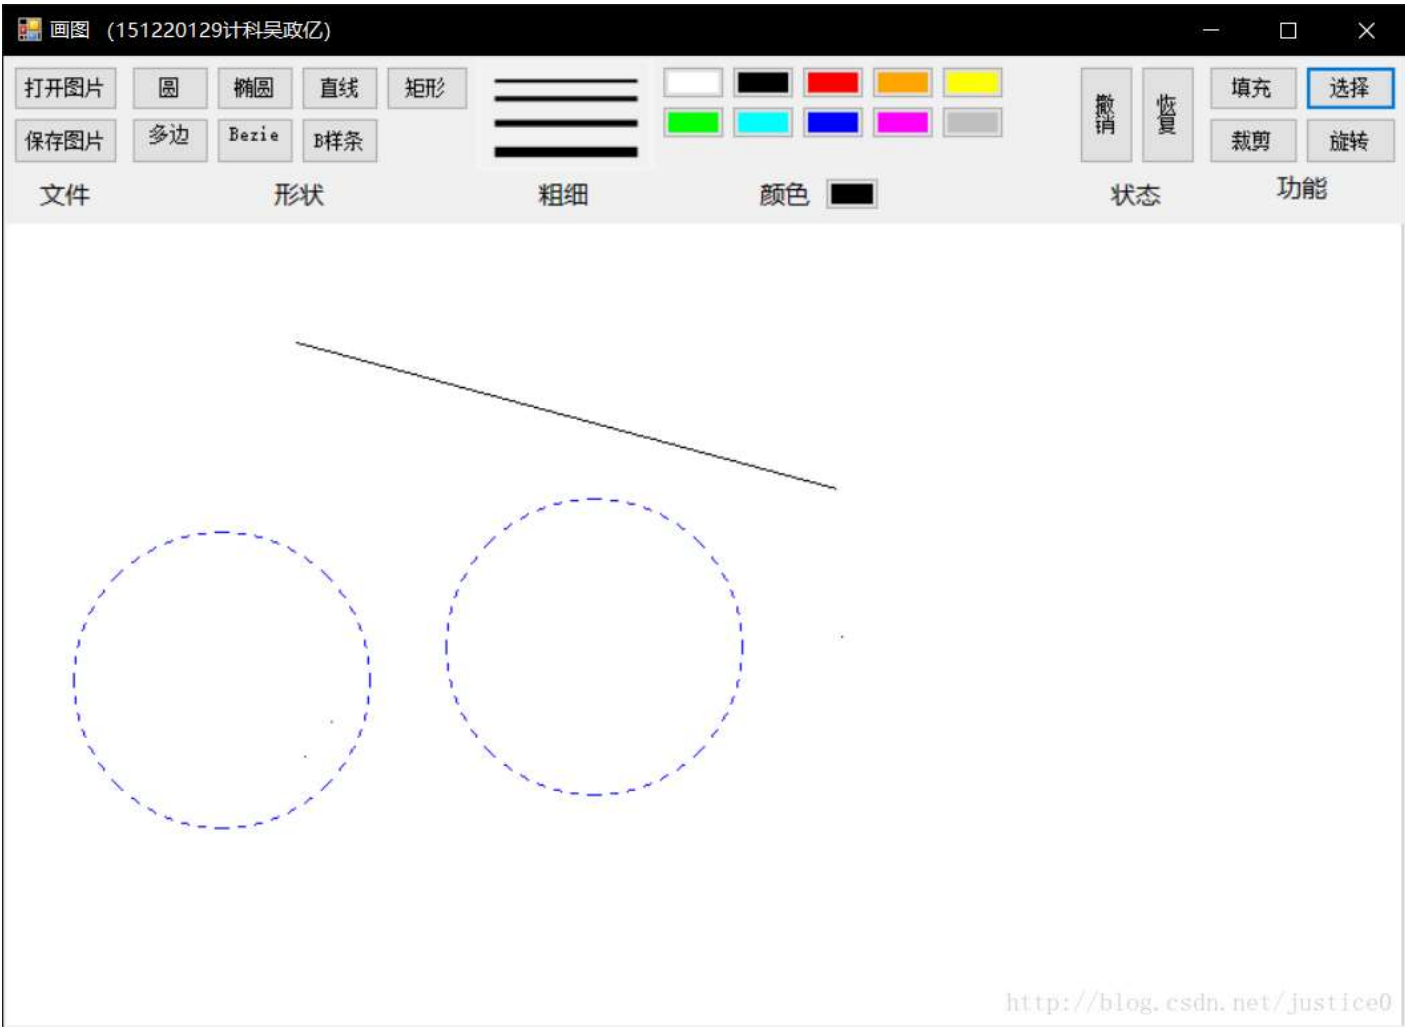 画图 (151220129计科吴政亿)
打开图片 圆 椭圆 直线 矩形 撤销 恢复 填充 选择
保存图片 多边 Bezie B样条 裁剪 旋转
文件 形状 粗细 颜色 状态 功能
http://blog.csdn.net/justice0